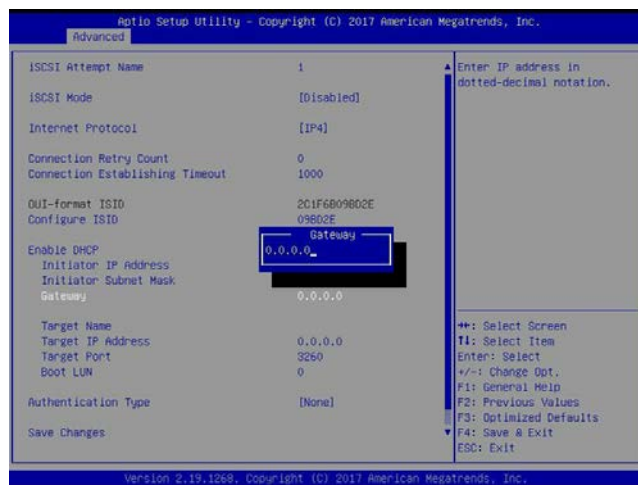 Aptio Setup Utility - Copyright (C) 2017 American Megatrends, Inc.
Advanced
iSCSI Attempt Name 1
iSCSI Mode [Disabled]
Internet Protocol [IP4]
Connection Retry Count 0
Connection Establishing Timeout 1000
OUI-format ISID 2C1F6B09BD2E
Configure ISID 09BD2E
Enable DHCP
Initiator IP Address
Initiator Subnet Mask
Gateway 0.0.0.0
Target Name
Target IP Address 0.0.0.0
Target Port 3260
Boot LUN 0
Authentication Type [None]
Save Changes
Gateway
0.0.0.0_
Enter IP address in
dotted-decimal notation.
↔: Select Screen
↑↓: Select Item
Enter: Select
+/-: Change Opt.
F1: General Help
F2: Previous Values
F3: Optimized Defaults
F4: Save & Exit
ESC: Exit
Version 2.19.1268. Copyright (C) 2017 American Megatrends, Inc.